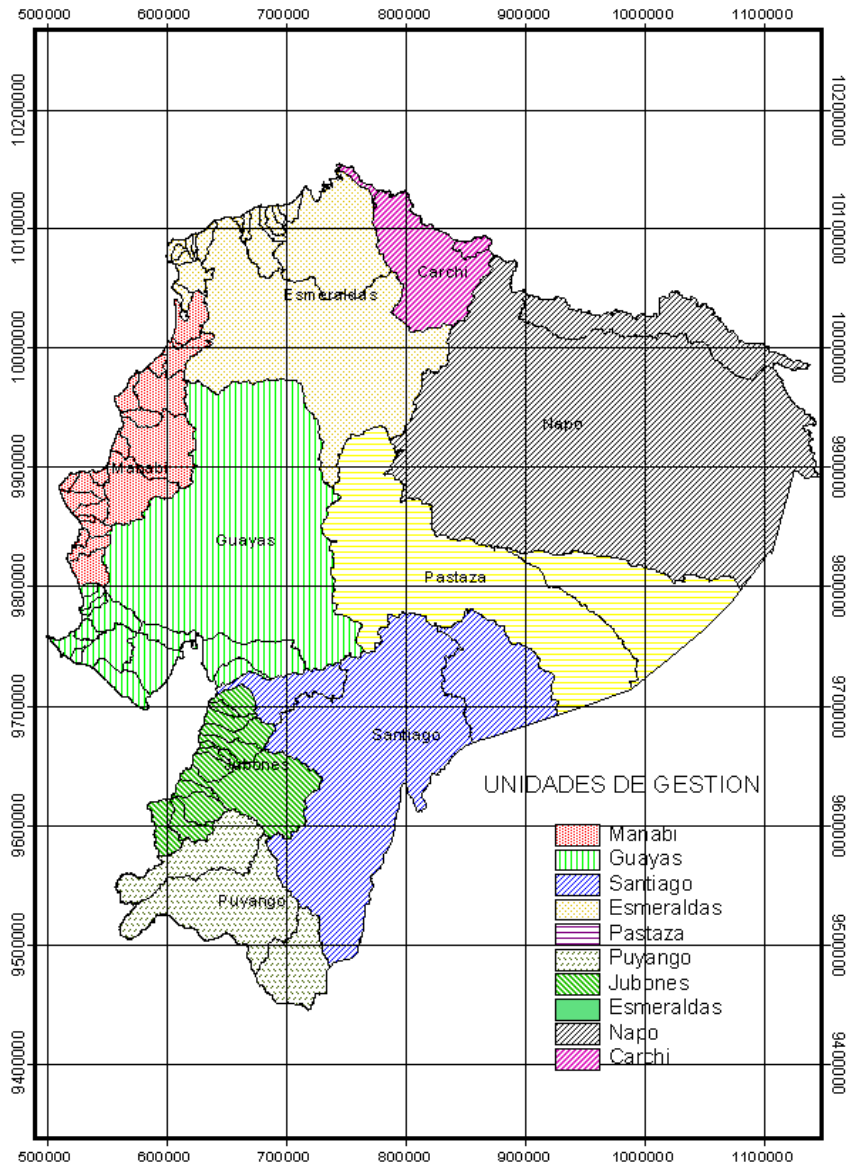 500000 600000 700000 800000 900000 1000000 1100000
10200000 10200000
10100000 10100000
Carchi
Esmeraldas
10000000 10000000
Napo
Manabi
9900000 9900000
Guayas
Pastaza
9800000 9800000
9700000 9700000
Santiago
Jubones
UNIDADES DE GESTION
9600000 9600000
Manabi
Guayas
Santiago
Puyango
Esmeraldas
Pastaza
9500000 9500000
Puyango
Jubones
Esmeraldas
Napo
Carchi
9400000 9400000
500000 600000 700000 800000 900000 1000000 1100000